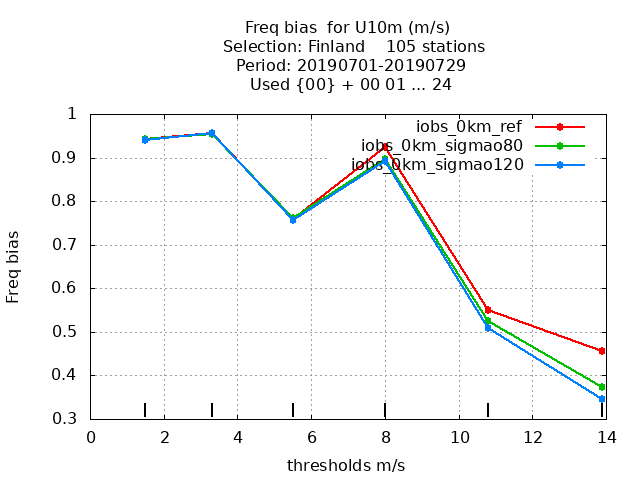 Freq bias  for U10m (m/s)
Selection: Finland    105 stations
Period: 20190701-20190729
Used {00} + 00 01 ... 24
iobs_0km_ref
iobs_0km_sigmao80
iobs_0km_sigmao120
Freq bias
1
0.9
0.8
0.7
0.6
0.5
0.4
0.3
0 2 4 6 8 10 12 14
thresholds m/s